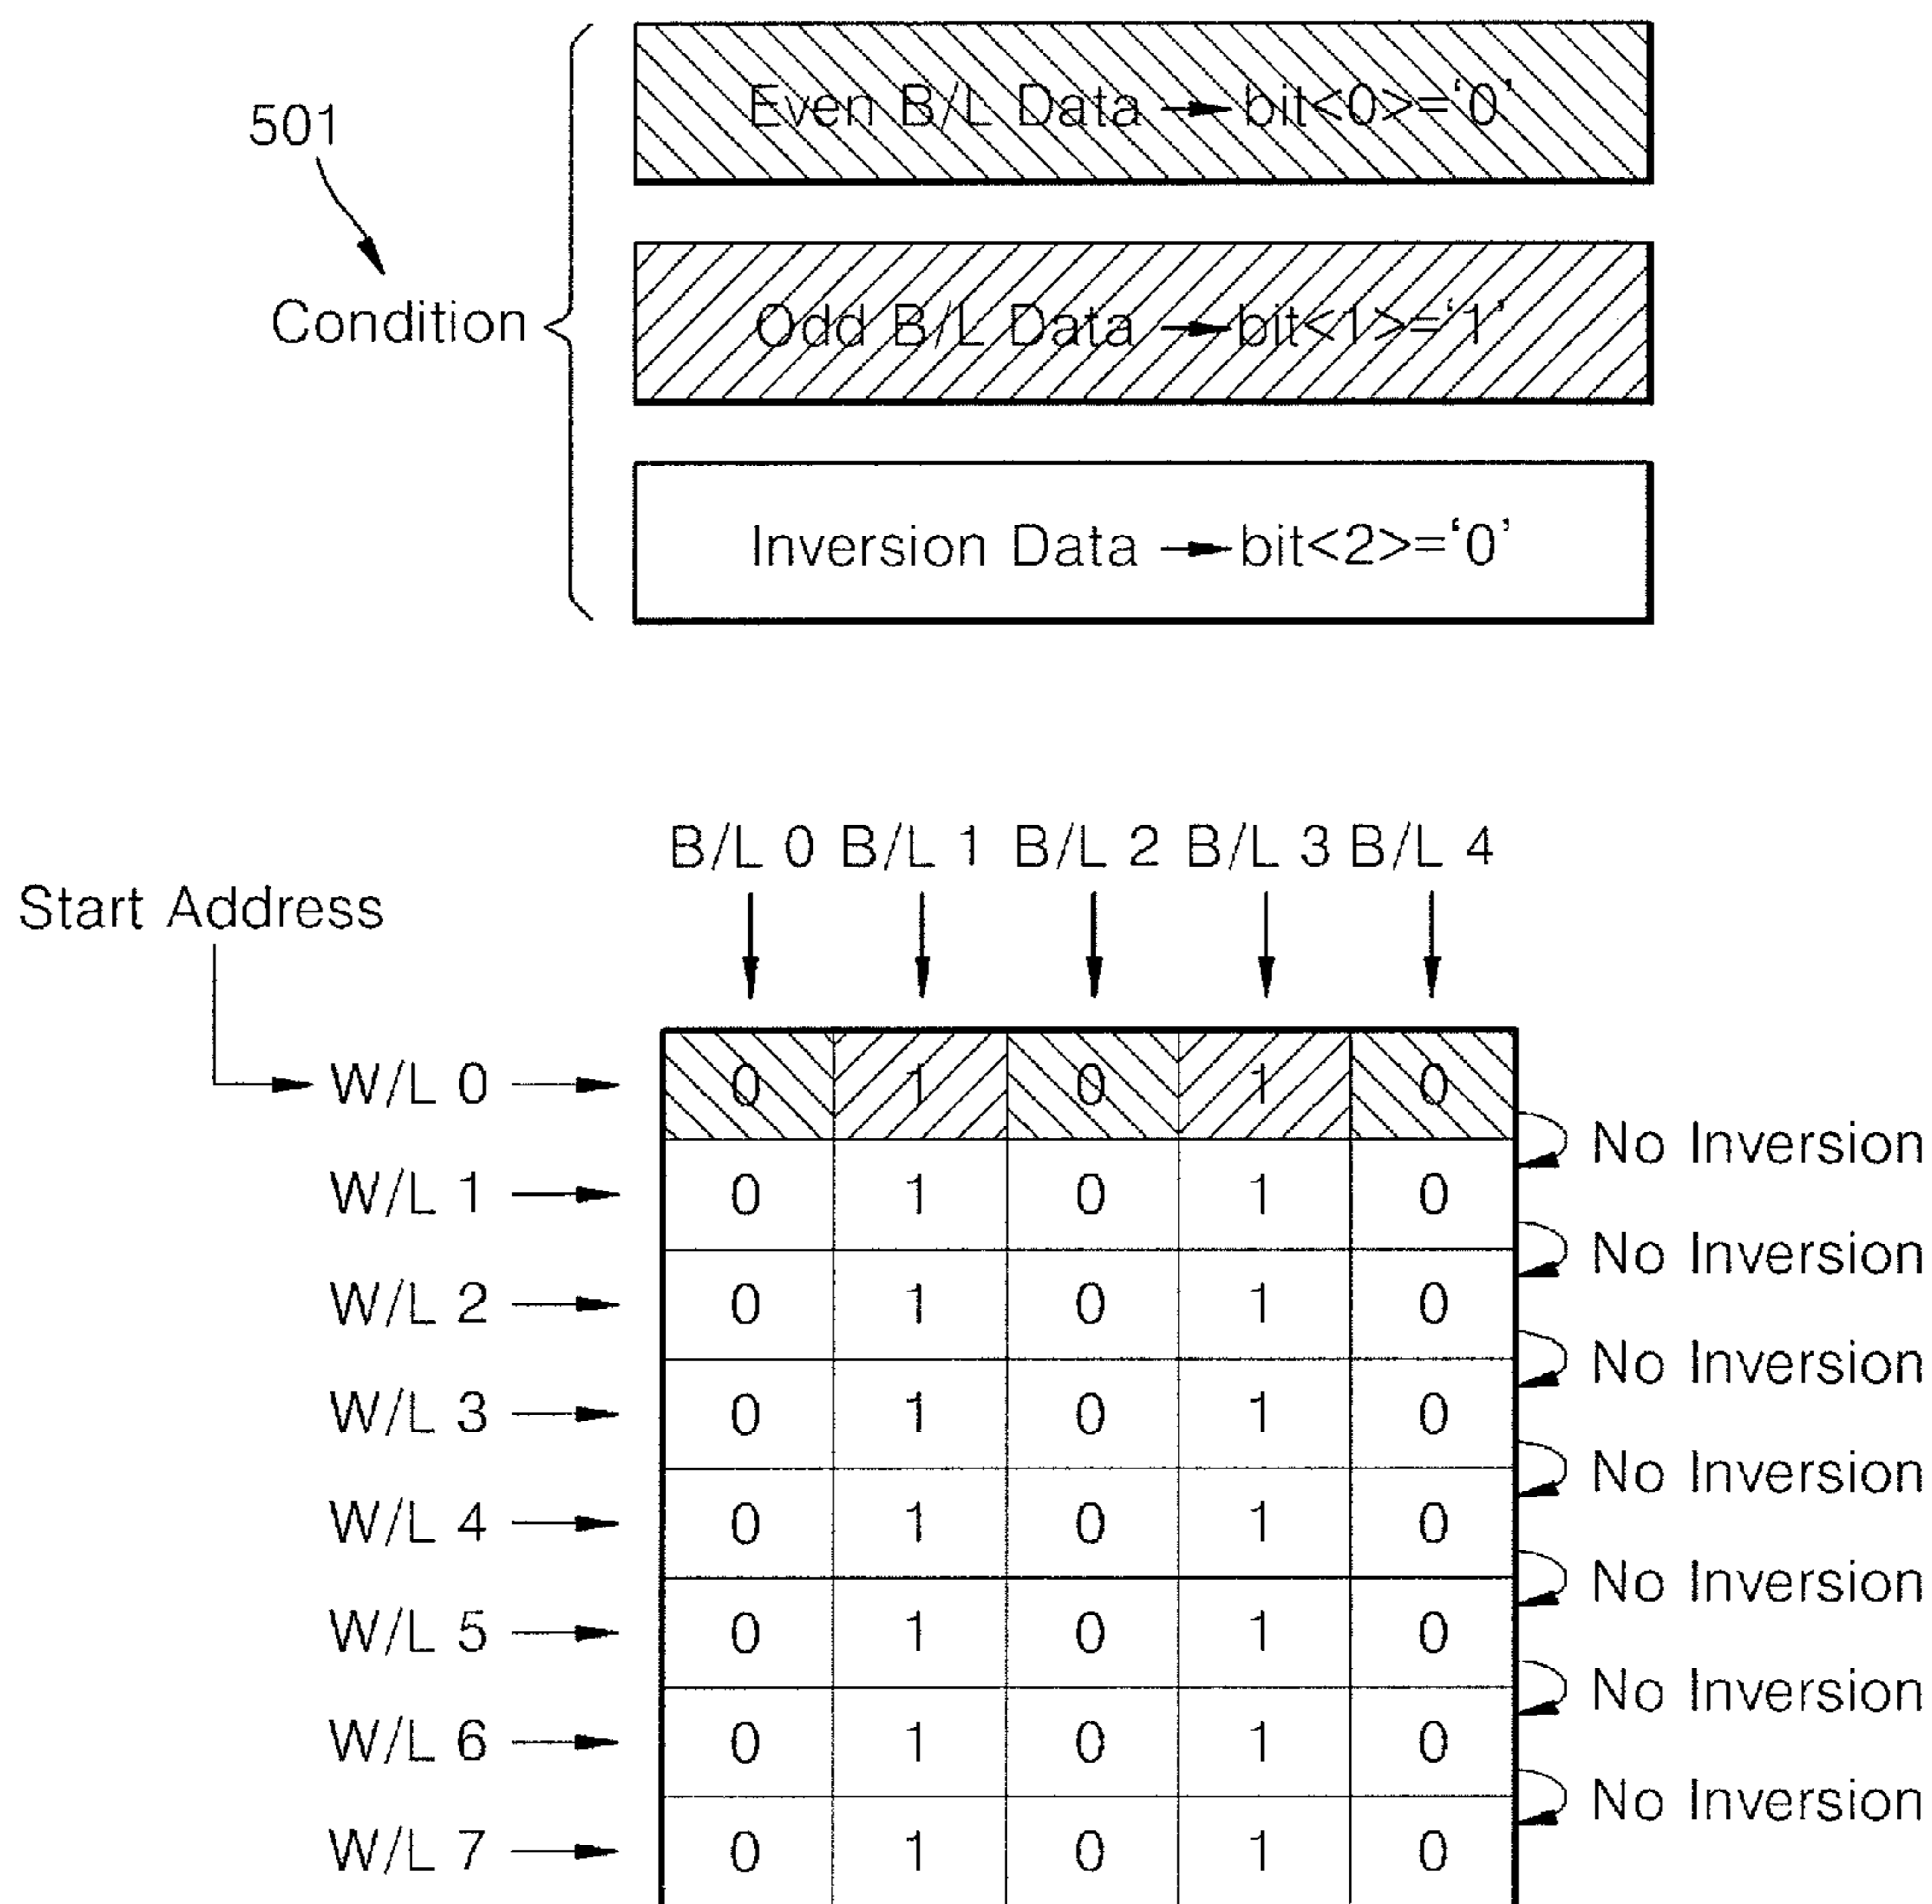 501
Condition
Even B/L Data → bit<0>='0'
Odd B/L Data → bit<1>='1'
Inversion Data → bit<2>='0'
B/L 0 B/L 1 B/L 2 B/L 3 B/L 4
Start Address
W/L 0 → 0 1 0 1 0
No Inversion
W/L 1 → 0 1 0 1 0
No Inversion
W/L 2 → 0 1 0 1 0
No Inversion
W/L 3 → 0 1 0 1 0
No Inversion
W/L 4 → 0 1 0 1 0
No Inversion
W/L 5 → 0 1 0 1 0
No Inversion
W/L 6 → 0 1 0 1 0
No Inversion
W/L 7 → 0 1 0 1 0